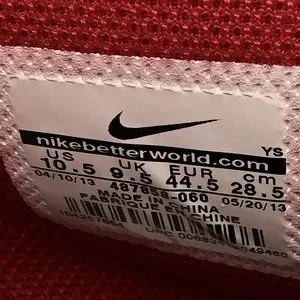 YS
nikebetterworld.com
US UK EUR cm
10.5 9.5 44.5 28.5
04/10/13 05/20/13
MADE IN CHINA
FABRIQUE CHINE
UPC